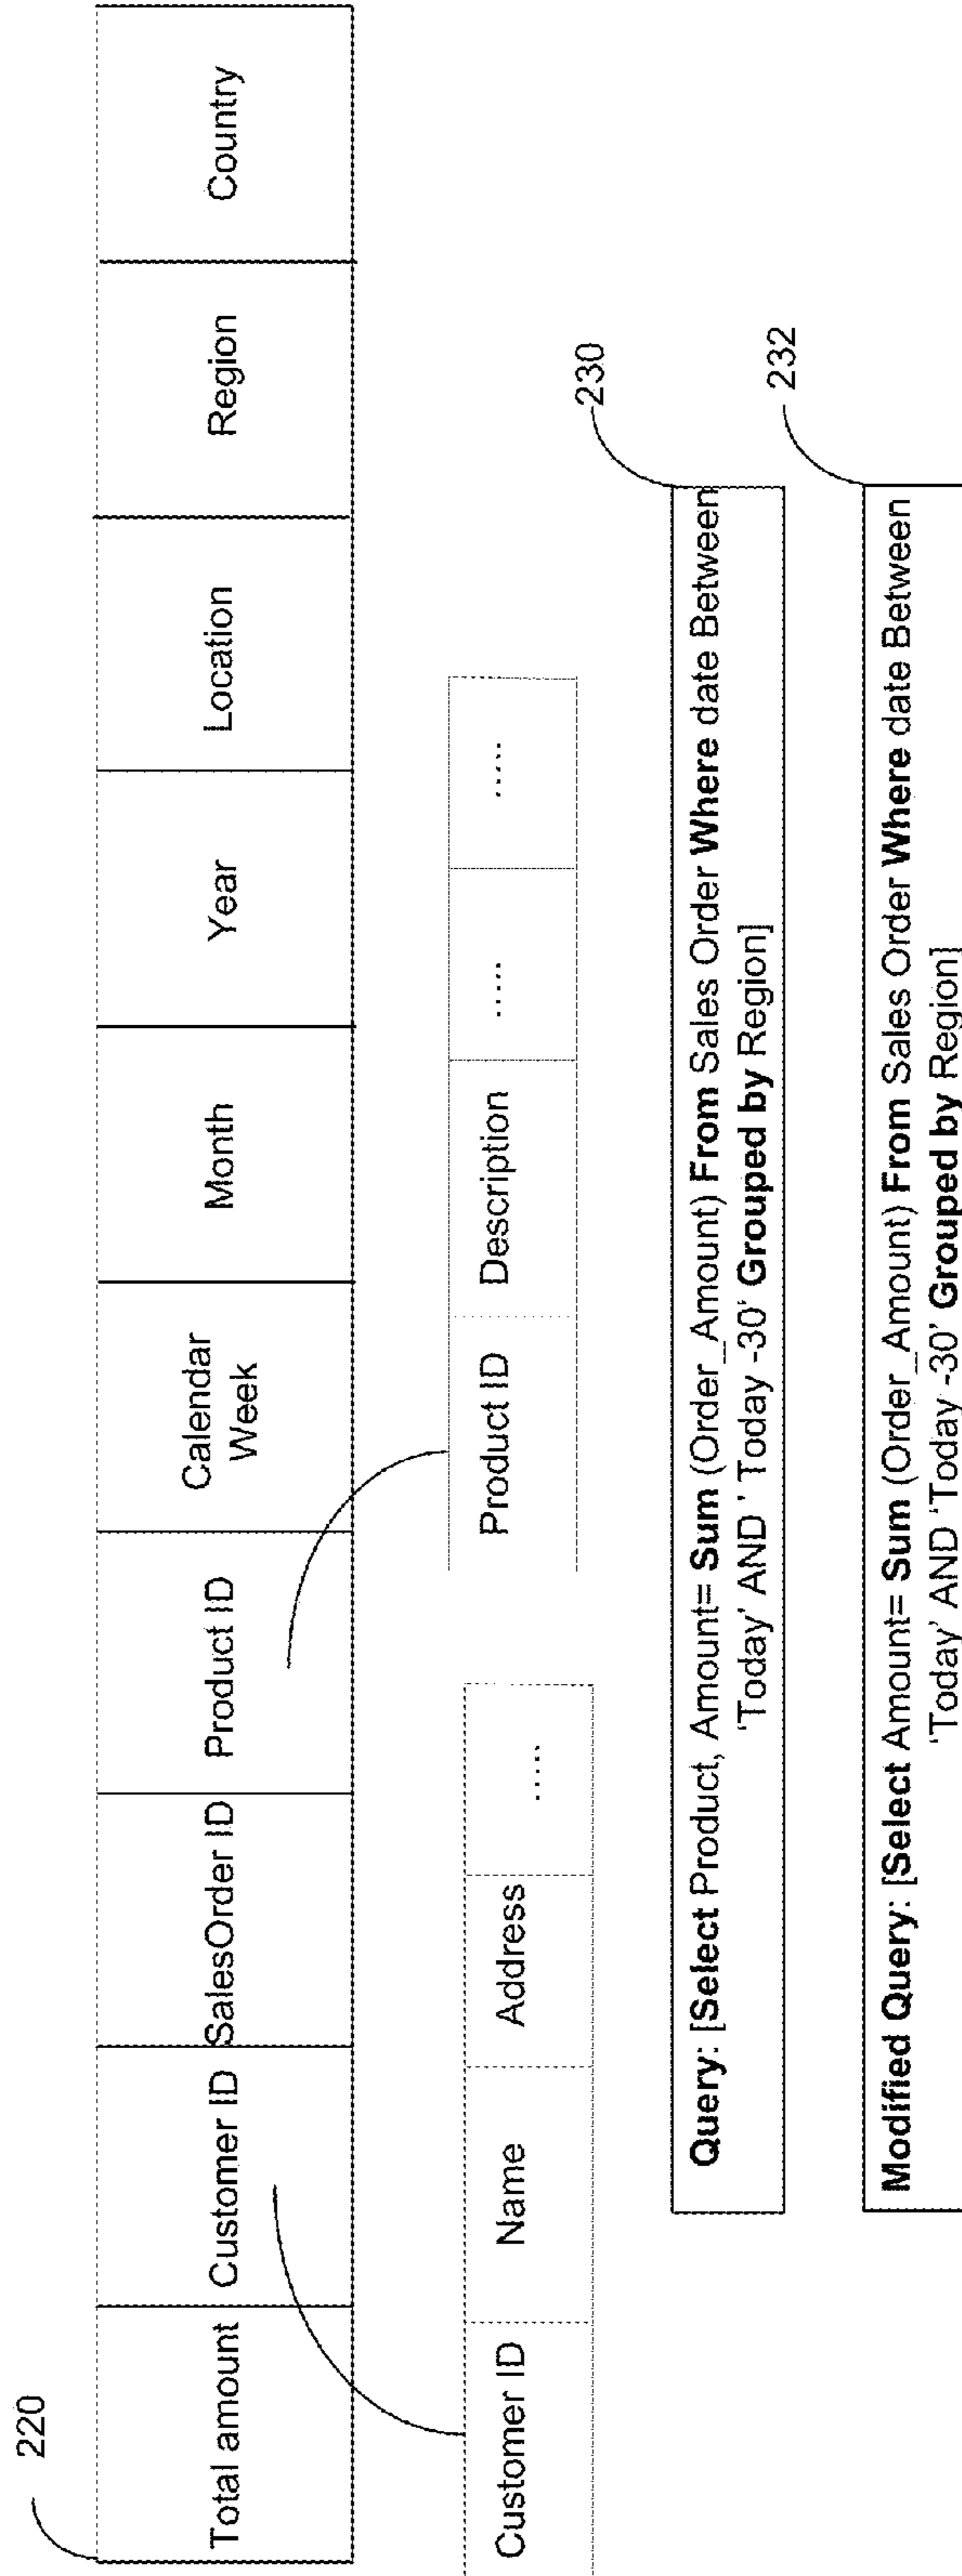 220
Total amount
Customer ID
SalesOrder ID
Product ID
Calendar
Week
Month
Year
Location
Region
Country
Customer ID
Name
Address
.....
Product ID
Description
.....
.....
230
Query: [Select Product, Amount= Sum (Order_Amount) From Sales Order Where date Between
'Today' AND ' Today -30' Grouped by Region]
232
Modified Query: [Select Amount= Sum (Order_Amount) From Sales Order Where date Between
'Today' AND 'Today -30' Grouped by Region]